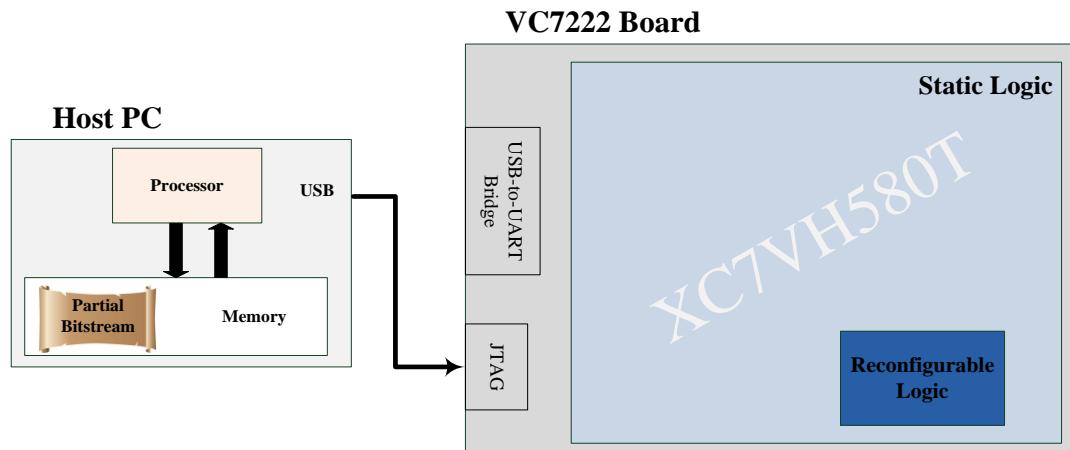 VC7222 Board
Host PC
Static Logic
Processor
USB
USB-to-UART
Bridge
XC7VH580T
Partial
Bitstream
Memory
JTAG
Reconfigurable
Logic